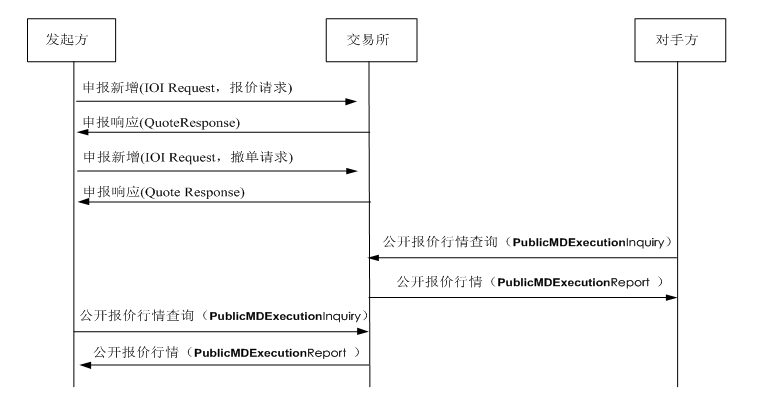 发起方
交易所
对手方
申报新增(IOI Request，报价请求)
申报响应(QuoteResponse)
申报新增(IOI Request，撤单请求)
申报响应(Quote Response)
公开报价行情查询（PublicMDExecutionInquiry）
公开报价行情（PublicMDExecutionReport ）
公开报价行情查询（PublicMDExecutionInquiry）
公开报价行情（PublicMDExecutionReport ）